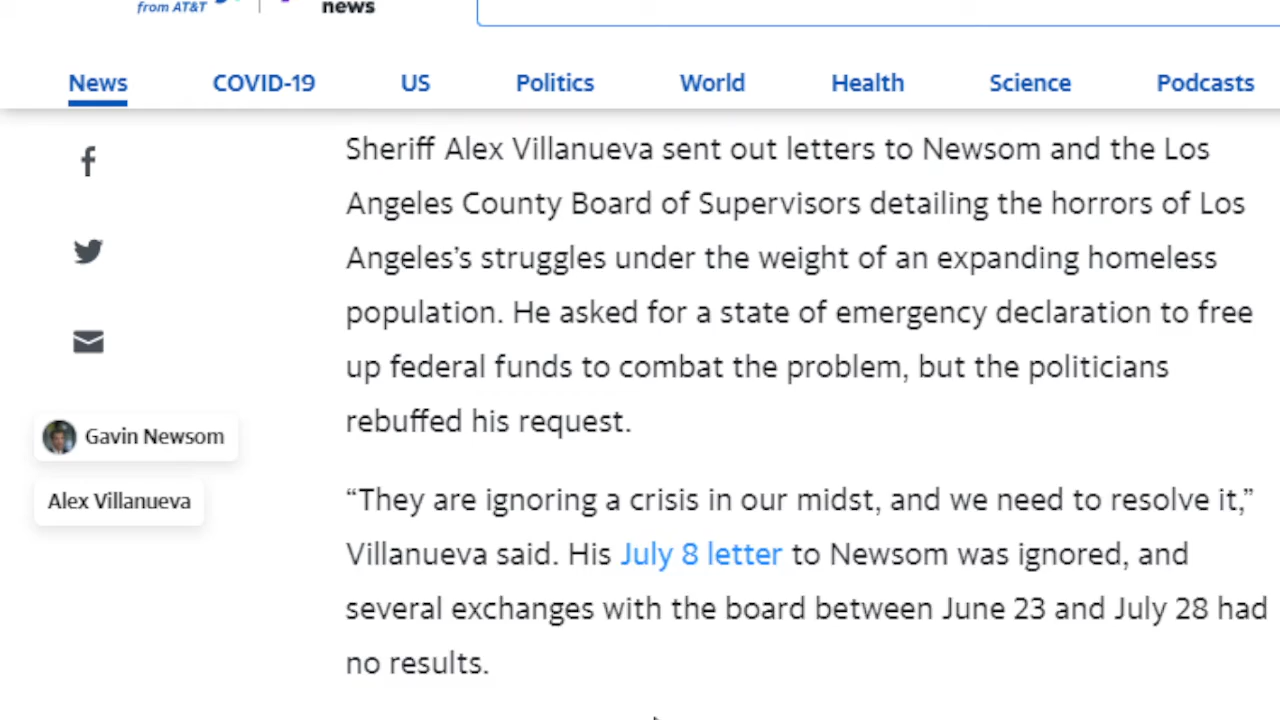 from AT&T
news
News COVID-19 US Politics World Health Science Podcasts
Sheriff Alex Villanueva sent out letters to Newsom and the Los
Angeles County Board of Supervisors detailing the horrors of Los
Angeles’s struggles under the weight of an expanding homeless
population. He asked for a state of emergency declaration to free
up federal funds to combat the problem, but the politicians
rebuffed his request.
Gavin Newsom
Alex Villanueva
“They are ignoring a crisis in our midst, and we need to resolve it,”
Villanueva said. His July 8 letter to Newsom was ignored, and
several exchanges with the board between June 23 and July 28 had
no results.